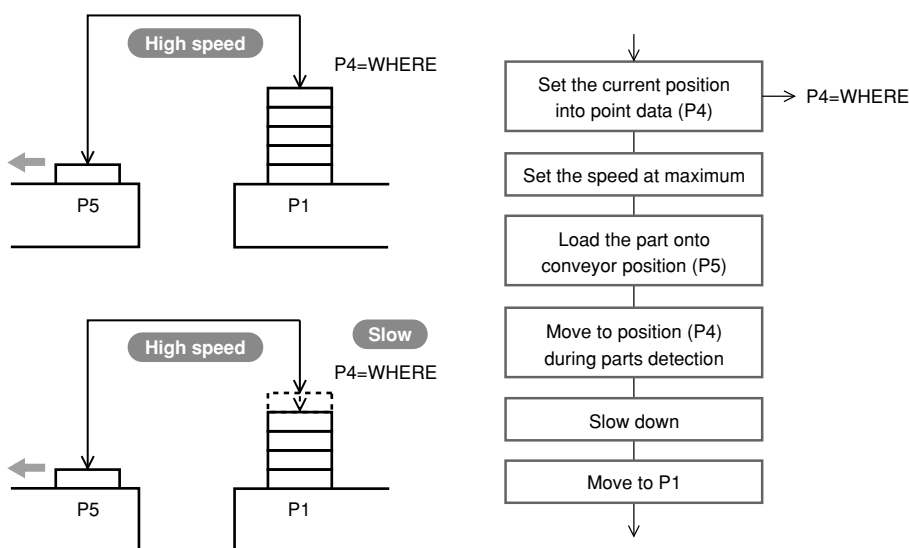 High speed
P4=WHERE
P5
P1
High speed
Slow
P4=WHERE
P5
P1
Set the current position
into point data (P4)
P4=WHERE
Set the speed at maximum
Load the part onto
conveyor position (P5)
Move to position (P4)
during parts detection
Slow down
Move to P1